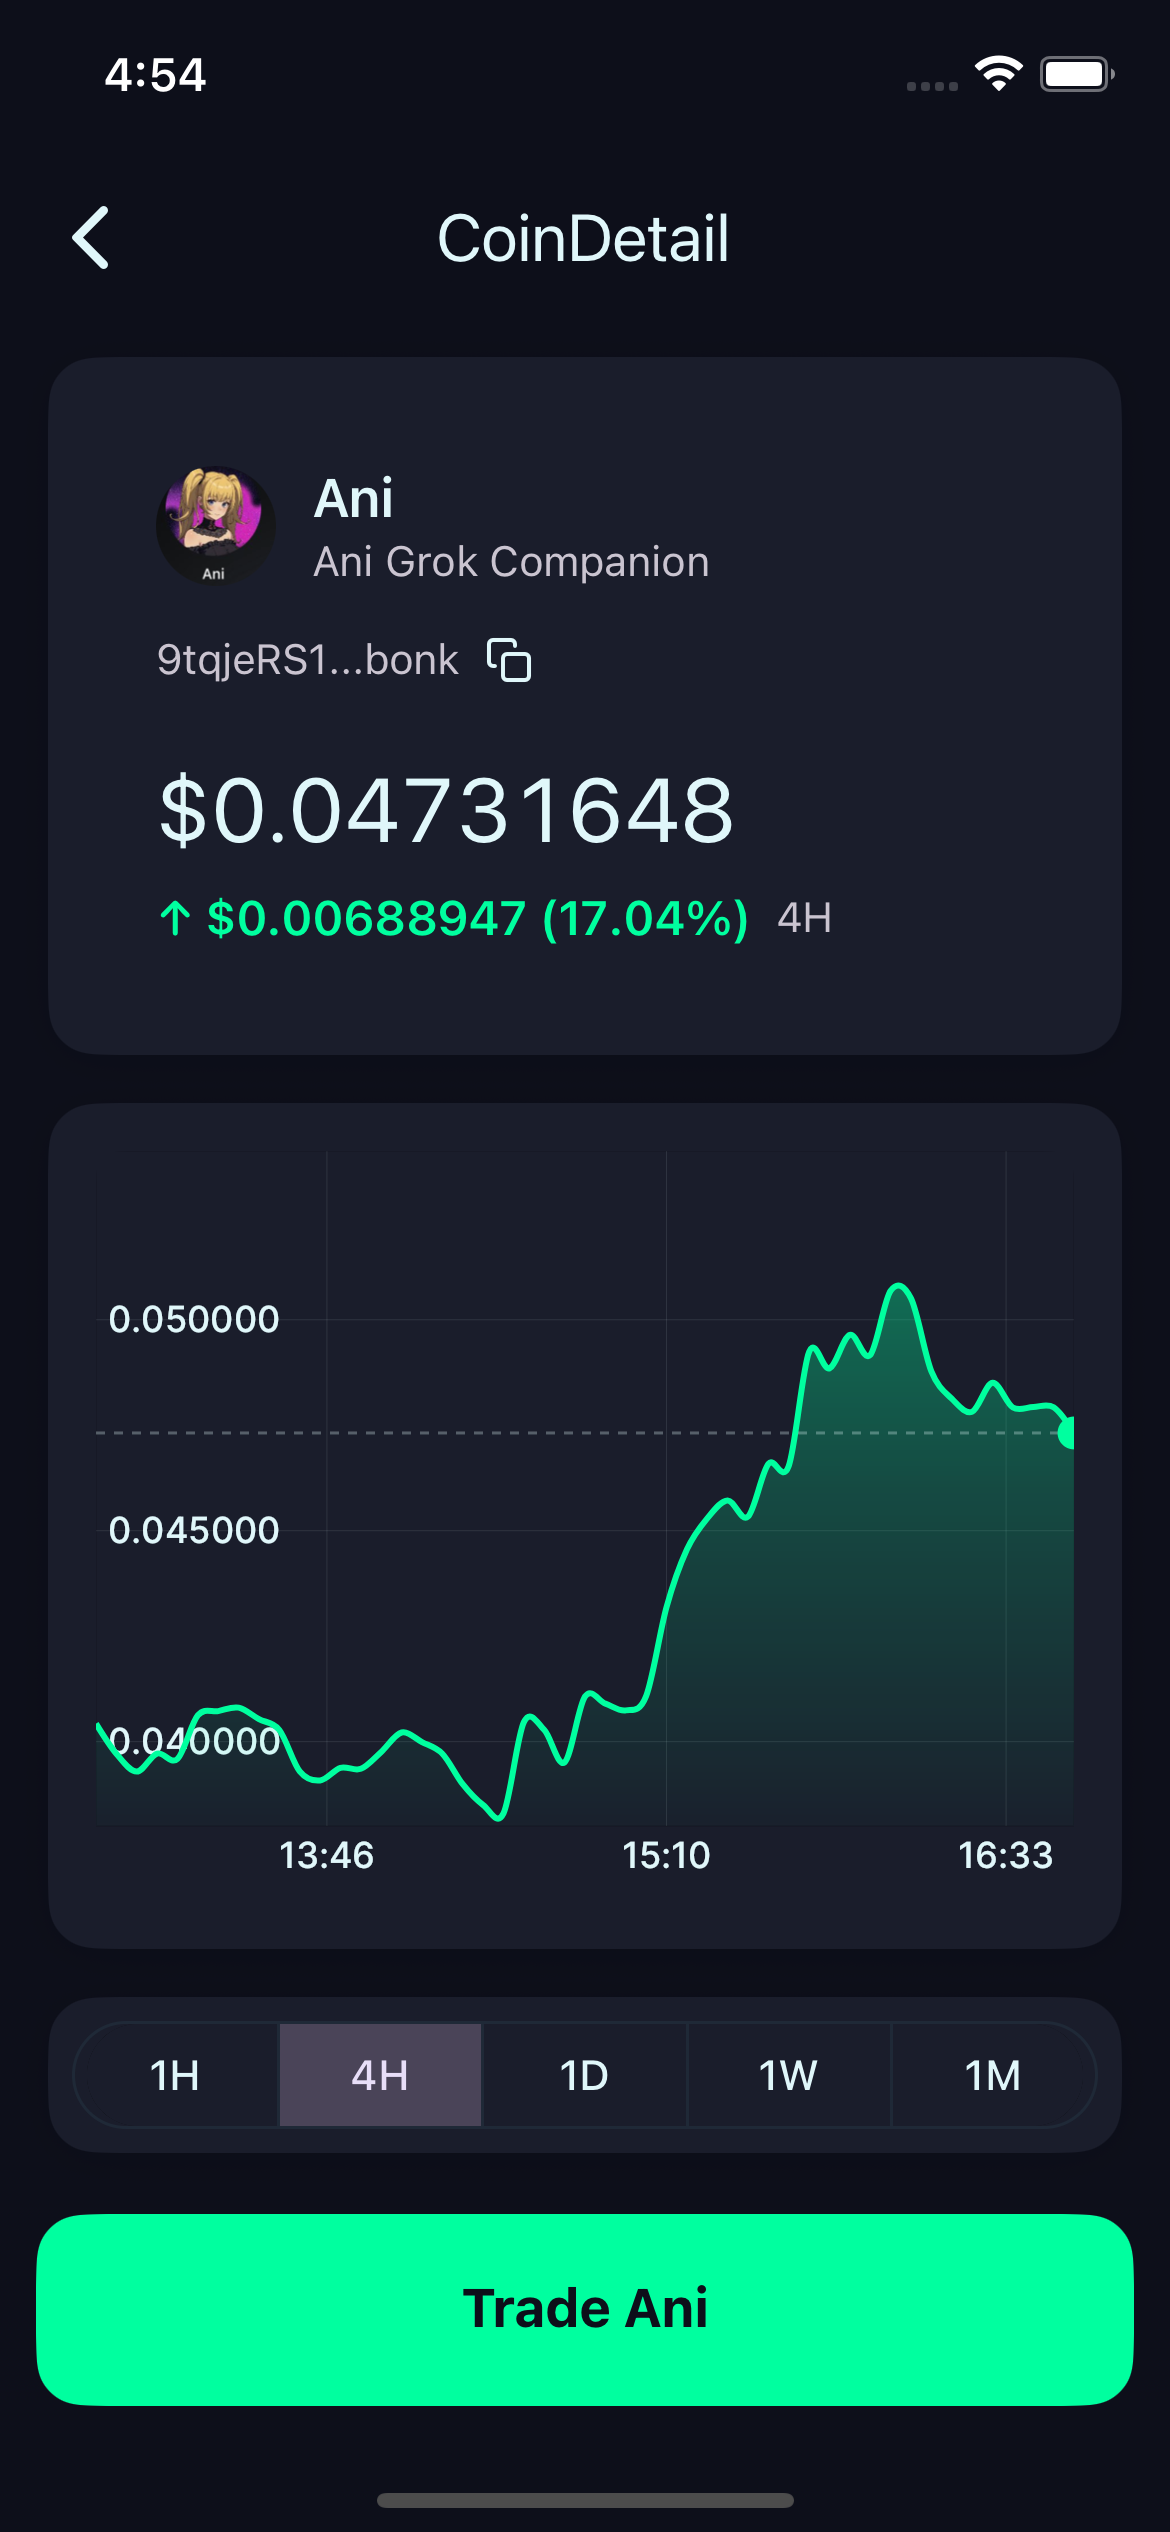 4:54
CoinDetail
Ani
Ani
Ani Grok Companion
9tqjeRS1...bonk
$0.04731648
↑ $0.00688947 (17.04%) 4H
0.050000
0.045000
0.040000
13:46 15:10 16:33
1H 4H 1D 1W 1M
Trade Ani